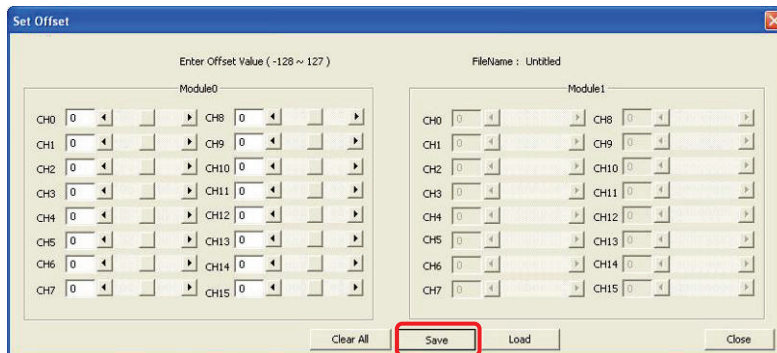 Set Offset
Enter Offset Value ( -128 ~ 127 )
FileName : Untitled
Module0
CH0 0 CH8 0
CH1 0 CH9 0
CH2 0 CH10 0
CH3 0 CH11 0
CH4 0 CH12 0
CH5 0 CH13 0
CH6 0 CH14 0
CH7 0 CH15 0
Module1
CH0 0 CH8 0
CH1 0 CH9 0
CH2 0 CH10 0
CH3 0 CH11 0
CH4 0 CH12 0
CH5 0 CH13 0
CH6 0 CH14 0
CH7 0 CH15 0
Clear All Save Load Close